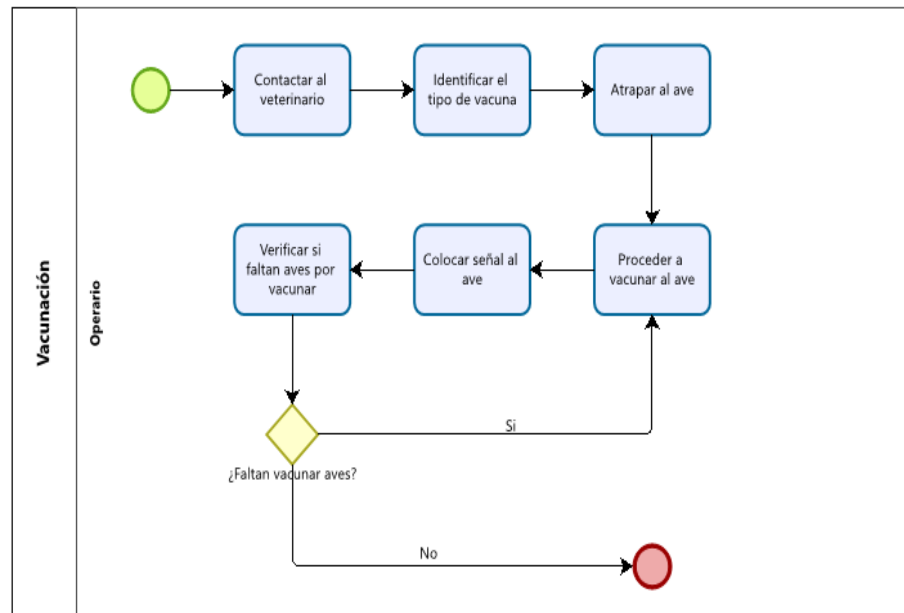 Vacunación
Operario
Contactar al
veterinario
Identificar el
tipo de vacuna
Atrapar al ave
Proceder a
vacunar al ave
Colocar señal al
ave
Verificar si
faltan aves por
vacunar
¿Faltan vacunar aves?
Si
No